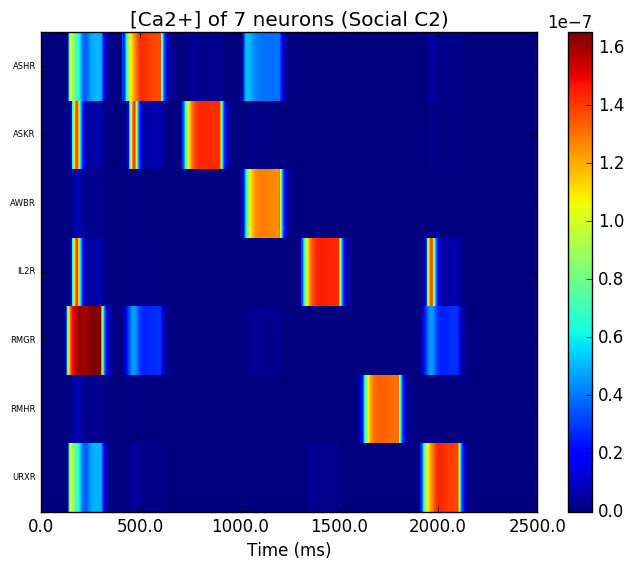 [Ca2+] of 7 neurons (Social C2)
1e−7
ASHR
ASKR
AWBR
IL2R
RMGR
RMHR
URXR
0.0 500.0 1000.0 1500.0 2000.0 2500.0
Time (ms)
1.6
1.4
1.2
1.0
0.8
0.6
0.4
0.2
0.0